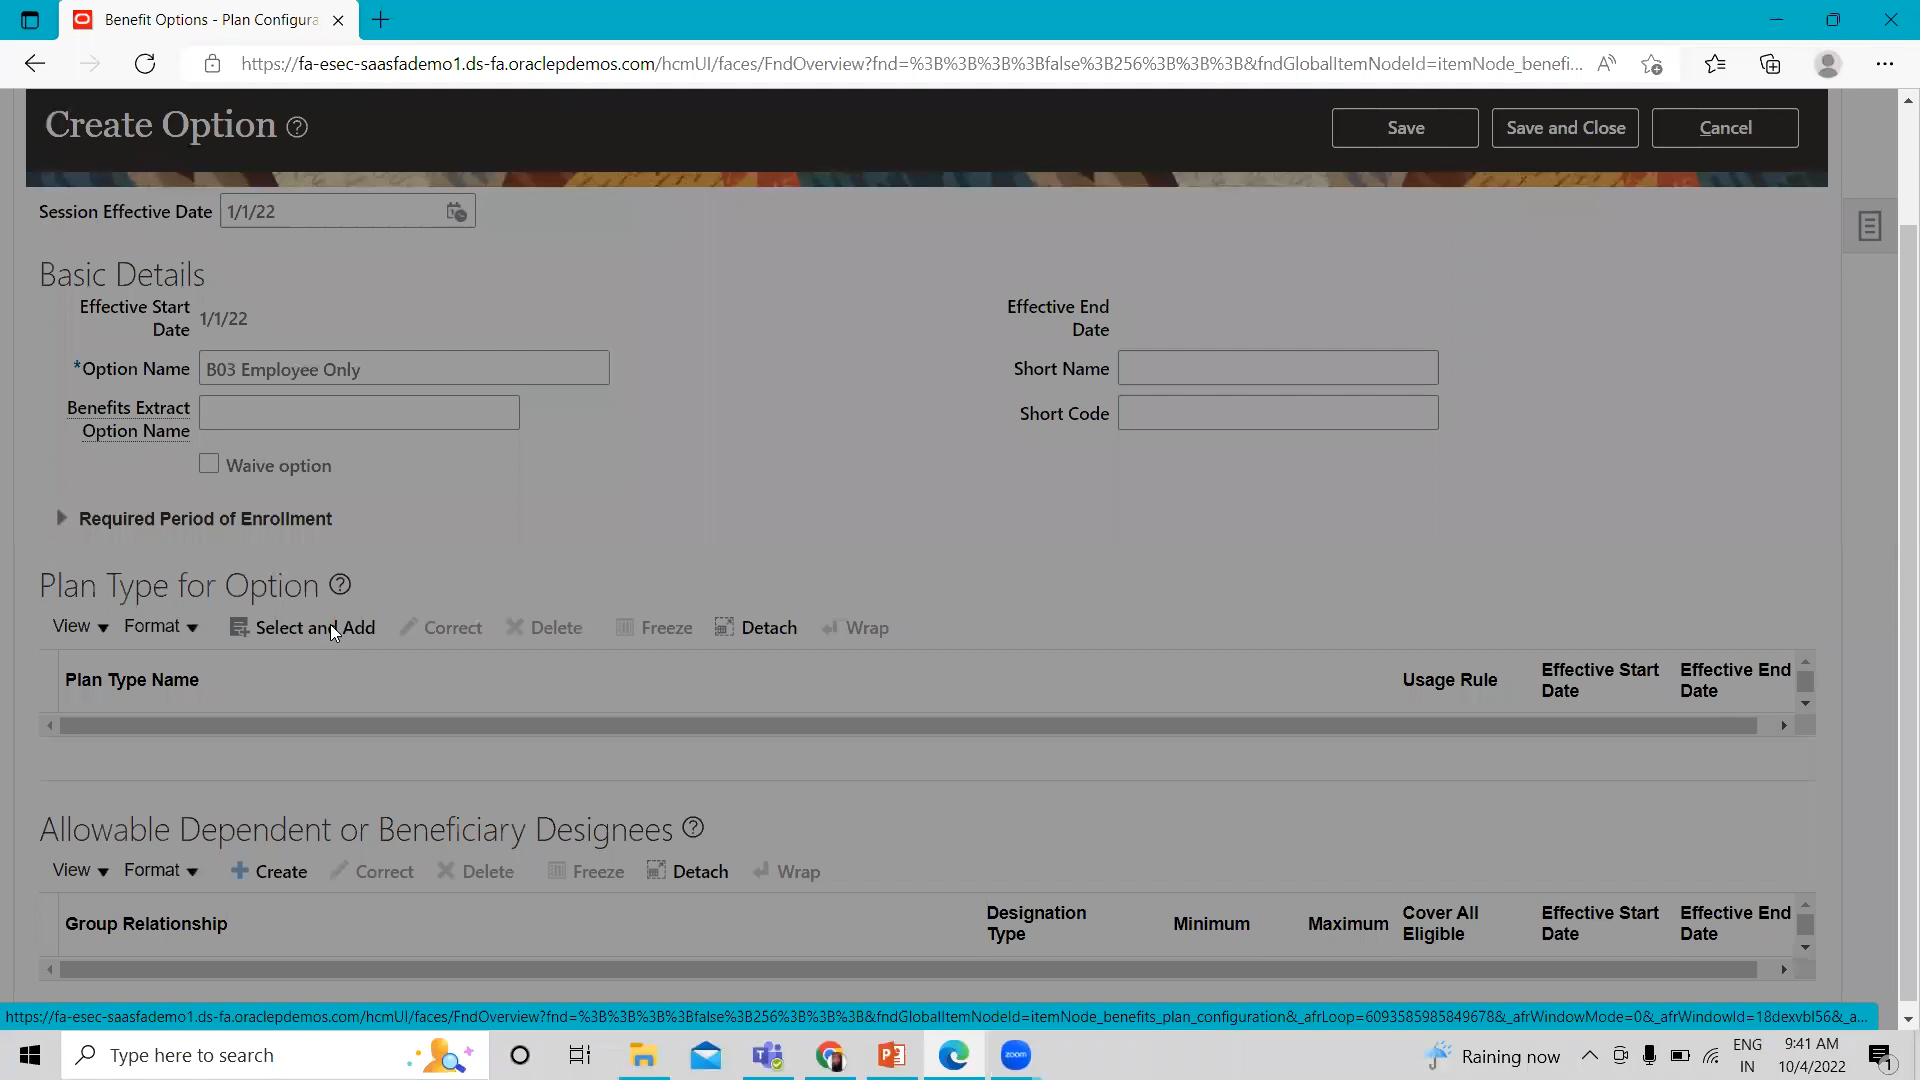 Benefit Options - Plan Configura
https://fa-esec-saasfademo1.ds-fa.oraclepdemos.com/hcmUI/faces/FndOverview?fnd=%3B%3B%3B%3Bfalse%3B256%3B%3B%3B&fndGlobalItemNodeId=itemNode_benefi...
Create Option
Save
Save and Close
Cancel
Session Effective Date 1/1/22
Basic Details
Effective Start Date 1/1/22
Effective End Date
*Option Name B03 Employee Only
Short Name
Benefits Extract Option Name
Short Code
Waive option
Required Period of Enrollment
Plan Type for Option
View Format Select and Add Correct Delete Freeze Detach Wrap
Plan Type Name Usage Rule Effective Start Date Effective End Date
Allowable Dependent or Beneficiary Designees
View Format Create Correct Delete Freeze Detach Wrap
Group Relationship Designation Type Minimum Maximum Cover All Eligible Effective Start Date Effective End Date
https://fa-esec-saasfademo1.ds-fa.oraclepdemos.com/hcmUI/faces/FndOverview?fnd=%3B%3B%3B%3Bfalse%3B256%3B%3B%3B&fndGlobalItemNodeId=itemNode_benefits_plan_configuration&_afrLoop=6093585985849678&_afrWindowMode=0&_afrWindowId=18dexvbl56&_a...
Type here to search
zoom
Raining now
ENG
IN
9:41 AM
10/4/2022
1